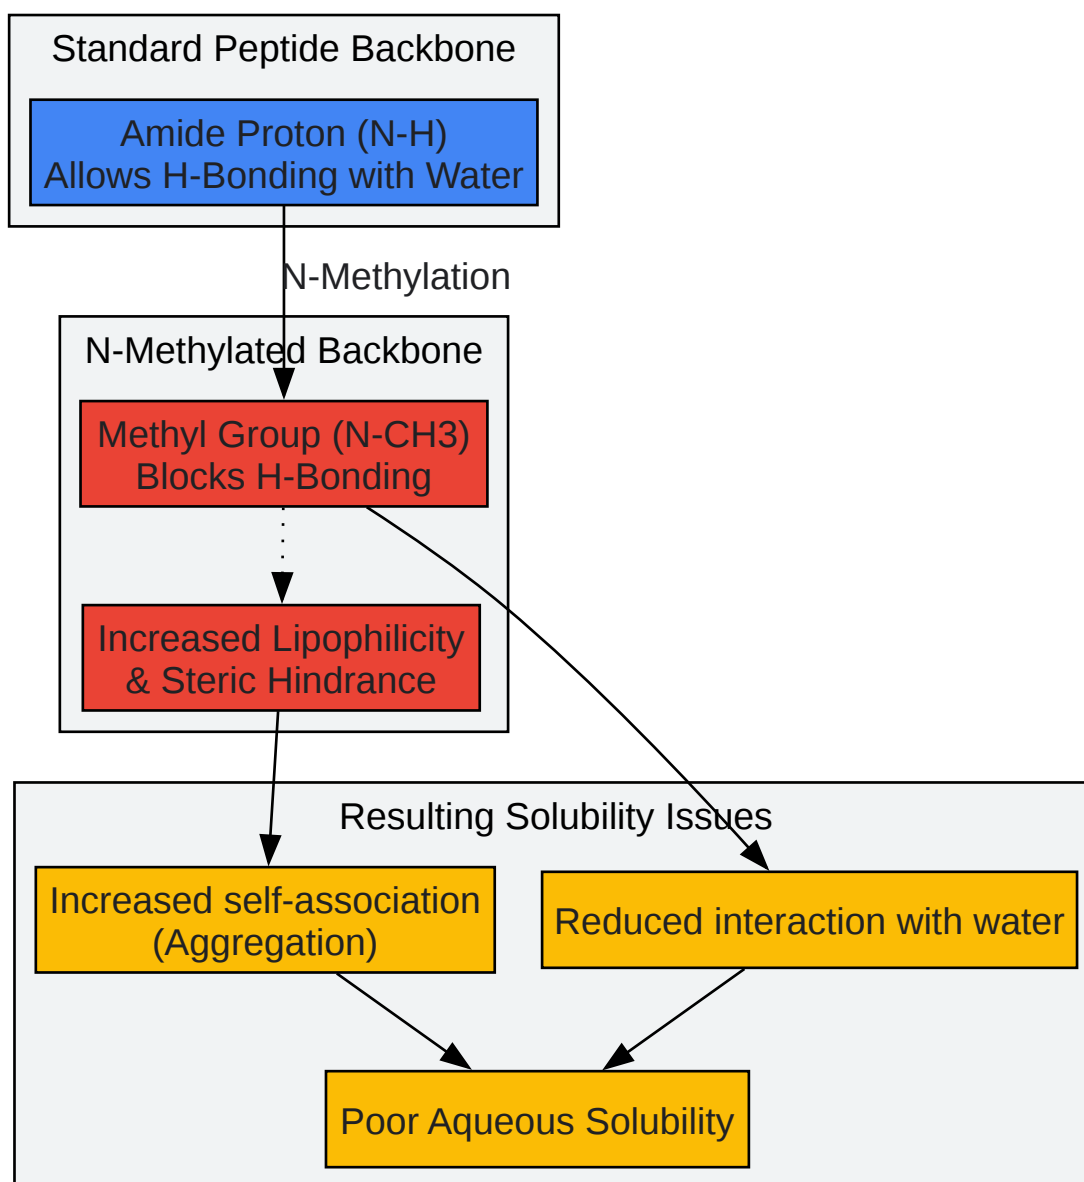 Standard Peptide Backbone
Amide Proton (N-H)
Allows H-Bonding with Water
N-Methylation
N-Methylated Backbone
Methyl Group (N-CH3)
Blocks H-Bonding
Increased Lipophilicity
& Steric Hindrance
Resulting Solubility Issues
Increased self-association
(Aggregation)
Reduced interaction with water
Poor Aqueous Solubility